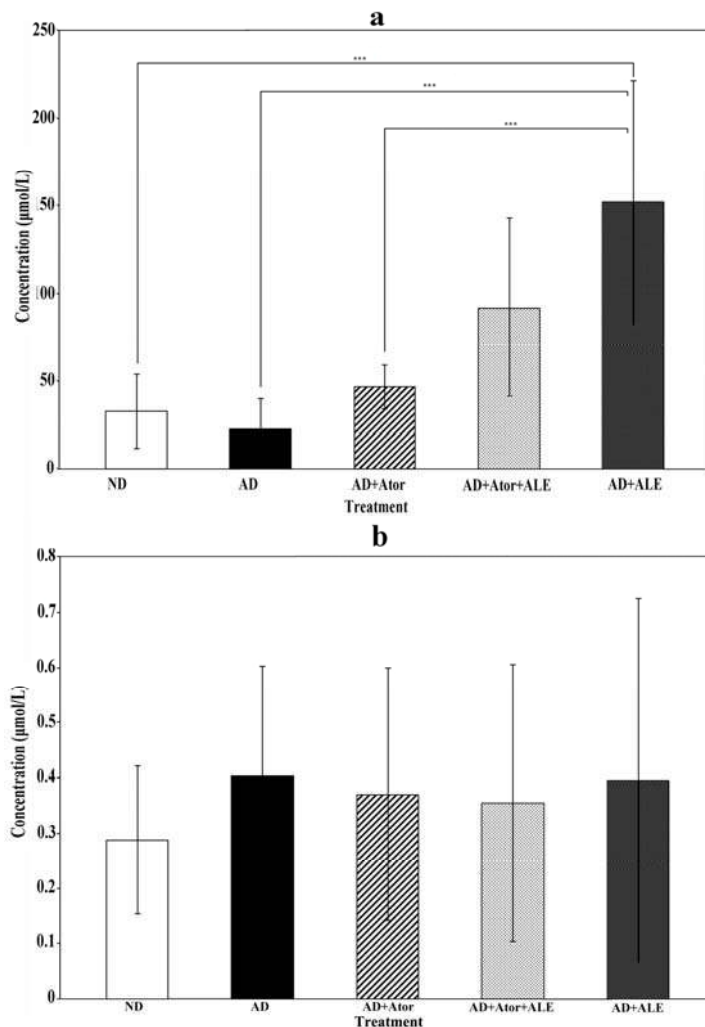 a
250
200
150
100
50
0
Concentration (µmol/L)
***
***
***
ND AD AD+Ator AD+Ator+ALE AD+ALE
Treatment
b
0.8
0.7
0.6
0.5
0.4
0.3
0.2
0.1
0
Concentration (µmol/L)
ND AD AD+Ator AD+Ator+ALE AD+ALE
Treatment